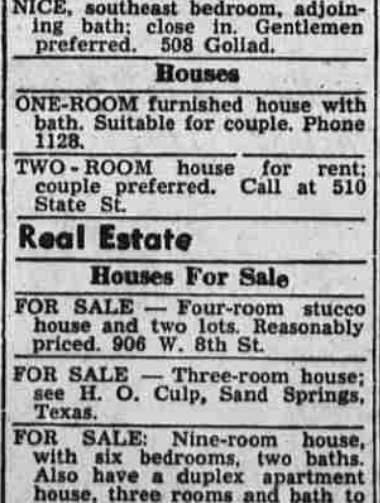 NICE, southeast bedroom, adjoin-
ing bath; close in. Gentlemen
preferred. 508 Goliad.
Houses
ONE-ROOM furnished house with
bath. Suitable for couple. Phone
1128.
TWO-ROOM house for rent;
couple preferred. Call at 510
State St.
Real Estate
Houses For Sale
FOR SALE — Four-room stucco
house and two lots. Reasonably
priced. 906 W. 8th St.
FOR SALE — Three-room house;
see H. O. Culp, Sand Springs,
Texas.
FOR SALE: Nine-room house,
with six bedrooms, two baths.
Also have a duplex apartment
house, three rooms and bath to